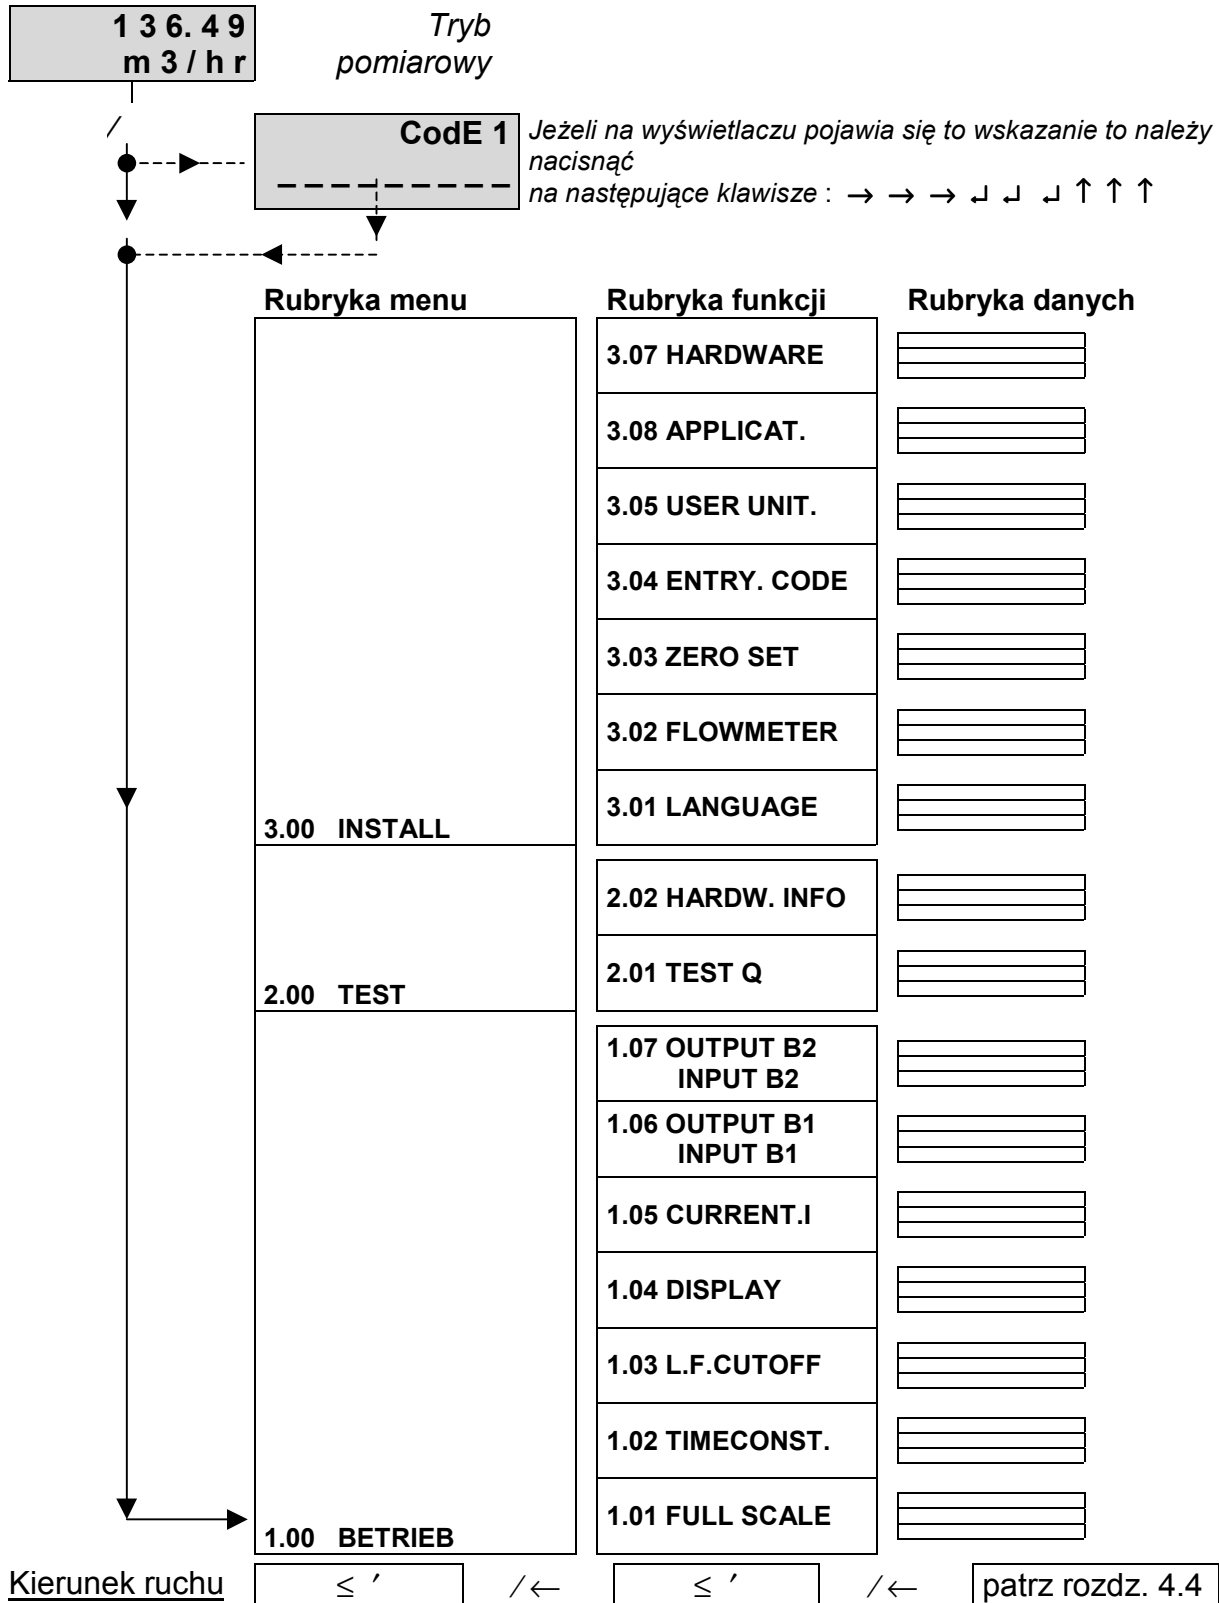 1 3 6. 4 9
m 3 / h r
Tryb
pomiarowy
CodE 1
_ _ _ _ _ _ _ _ _
Jeżeli na wyświetlaczu pojawia się to wskazanie to należy
nacisnąć
na następujące klawisze : → → → ↵ ↵ ↵ ↑ ↑ ↑
Rubryka menu Rubryka funkcji Rubryka danych
3.07 HARDWARE
3.08 APPLICAT.
3.05 USER UNIT.
3.04 ENTRY. CODE
3.03 ZERO SET
3.02 FLOWMETER
3.01 LANGUAGE
3.00 INSTALL
2.02 HARDW. INFO
2.01 TEST Q
2.00 TEST
1.07 OUTPUT B2
INPUT B2
1.06 OUTPUT B1
INPUT B1
1.05 CURRENT.I
1.04 DISPLAY
1.03 L.F.CUTOFF
1.02 TIMECONST.
1.01 FULL SCALE
1.00 BETRIEB
Kierunek ruchu ≤ ′ ⁄ ← ≤ ′ ⁄ ← patrz rozdz. 4.4